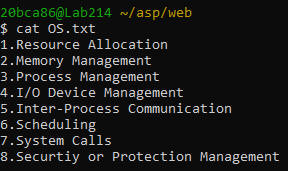 20bca86@Lab214 ~/asp/web
$ cat OS.txt
1.Resource Allocation
2.Memory Management
3.Process Management
4.I/O Device Management
5.Inter-Process Communication
6.Scheduling
7.System Calls
8.Securtiy or Protection Management